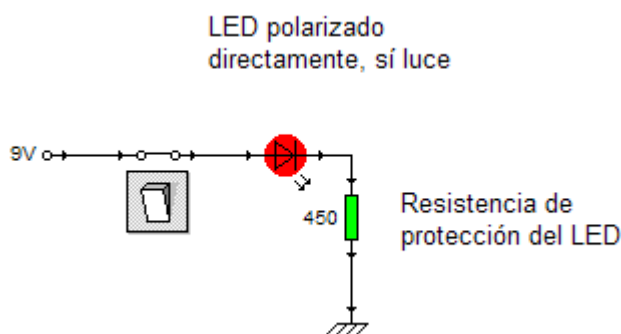 LED polarizado
directamente, sí luce
9V
450
Resistencia de
protección del LED